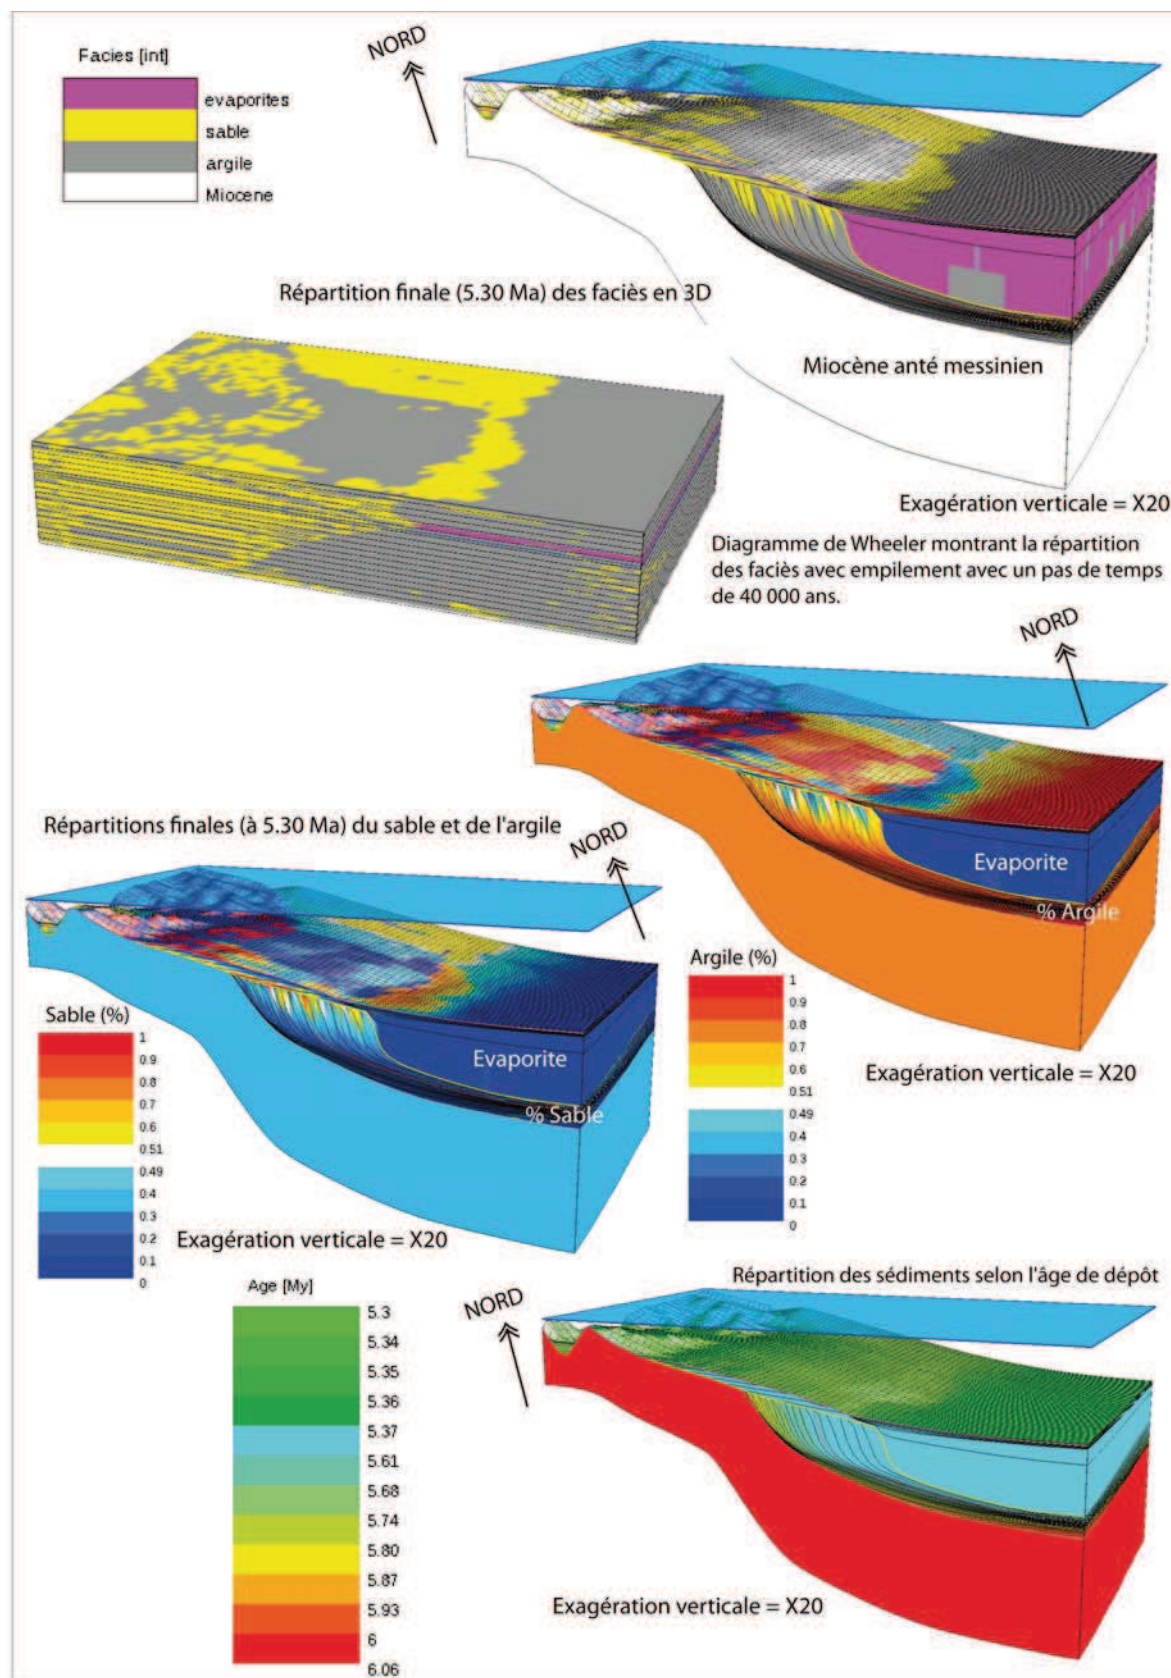 NORD
Facies [int]
evaporites
sable
argile
Miocene
Répartition finale (5.30 Ma) des faciès en 3D
Miocène anté messinien
Exagération verticale = X20
Diagramme de Wheeler montrant la répartition
des faciès avec empilement avec un pas de temps
de 40 000 ans.
NORD
Répartitions finales (à 5.30 Ma) du sable et de l'argile
NORD
Evaporite
% Argile
Argile (%)
1
0.9
0.8
0.7
0.6
0.51
0.49
0.4
0.3
0.2
0.1
0
Exagération verticale = X20
Sable (%)
1
0.9
0.8
0.7
0.6
0.51
0.49
0.4
0.3
0.2
0.1
0
Evaporite
% Sable
Exagération verticale = X20
Age [My]
5.3
5.34
5.35
5.36
5.37
5.61
5.68
5.74
5.80
5.87
5.93
6
6.06
Répartition des sédiments selon l'âge de dépôt
NORD
Exagération verticale = X20